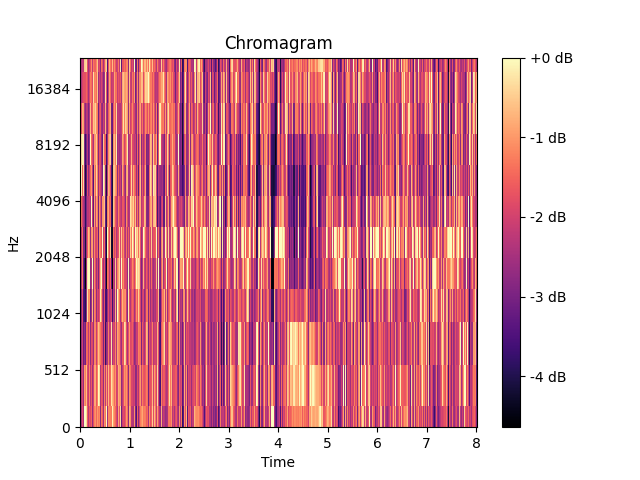 Chromagram
Hz
16384
8192
4096
2048
1024
512
0
0 1 2 3 4 5 6 7 8
Time
+0 dB
-1 dB
-2 dB
-3 dB
-4 dB